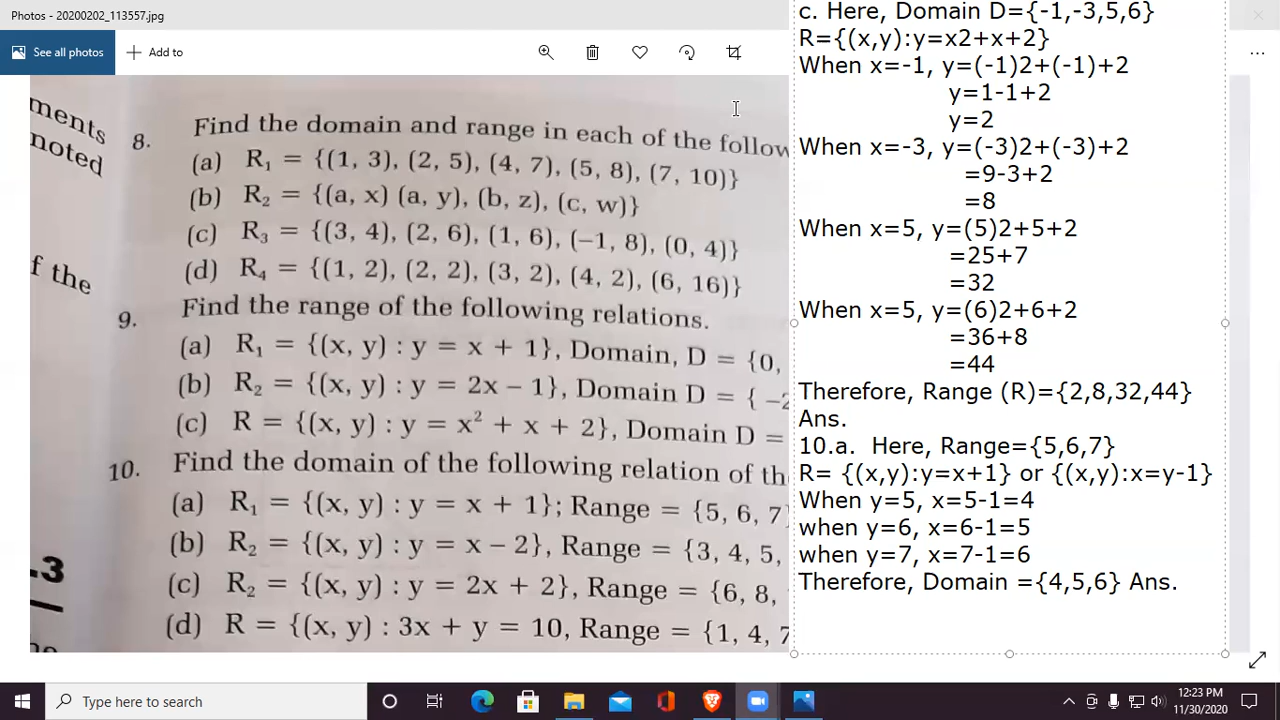 Photos - 20200202_113557.jpg
See all photos
Add to
ments
noted
f the
.3
8. Find the domain and range in each of the follow
(a) R₁ = {(1, 3), (2, 5), (4, 7), (5, 8), (7, 10)}
(b) R₂ = {(a, x) (a, y), (b, z), (c, w)}
(c) R₃ = {(3, 4), (2, 6), (1, 6), (−1, 8), (0, 4)}
(d) R₄ = {(1, 2), (2, 2), (3, 2), (4, 2), (6, 16)}
9. Find the range of the following relations.
(a) R₁ = {(x, y) : y = x + 1}, Domain, D = {0,
(b) R₂ = {(x, y) : y = 2x − 1}, Domain D = { −2
(c) R = {(x, y) : y = x² + x + 2}, Domain D =
10. Find the domain of the following relation of th
(a) R₁ = {(x, y) : y = x + 1}; Range = {5, 6, 7
(b) R₂ = {(x, y) : y = x − 2}, Range = {3, 4, 5,
(c) R₂ = {(x, y) : y = 2x + 2}, Range = {6, 8,
(d) R = {(x, y) : 3x + y = 10, Range = {1, 4, 7
c. Here, Domain D={-1,-3,5,6}
R={(x,y):y=x2+x+2}
When x=-1, y=(-1)2+(-1)+2
y=1-1+2
y=2
When x=-3, y=(-3)2+(-3)+2
=9-3+2
=8
When x=5, y=(5)2+5+2
=25+7
=32
When x=5, y=(6)2+6+2
=36+8
=44
Therefore, Range (R)={2,8,32,44}
Ans.
10.a. Here, Range={5,6,7}
R= {(x,y):y=x+1} or {(x,y):x=y-1}
When y=5, x=5-1=4
when y=6, x=6-1=5
when y=7, x=7-1=6
Therefore, Domain ={4,5,6} Ans.
Type here to search
12:23 PM
11/30/2020